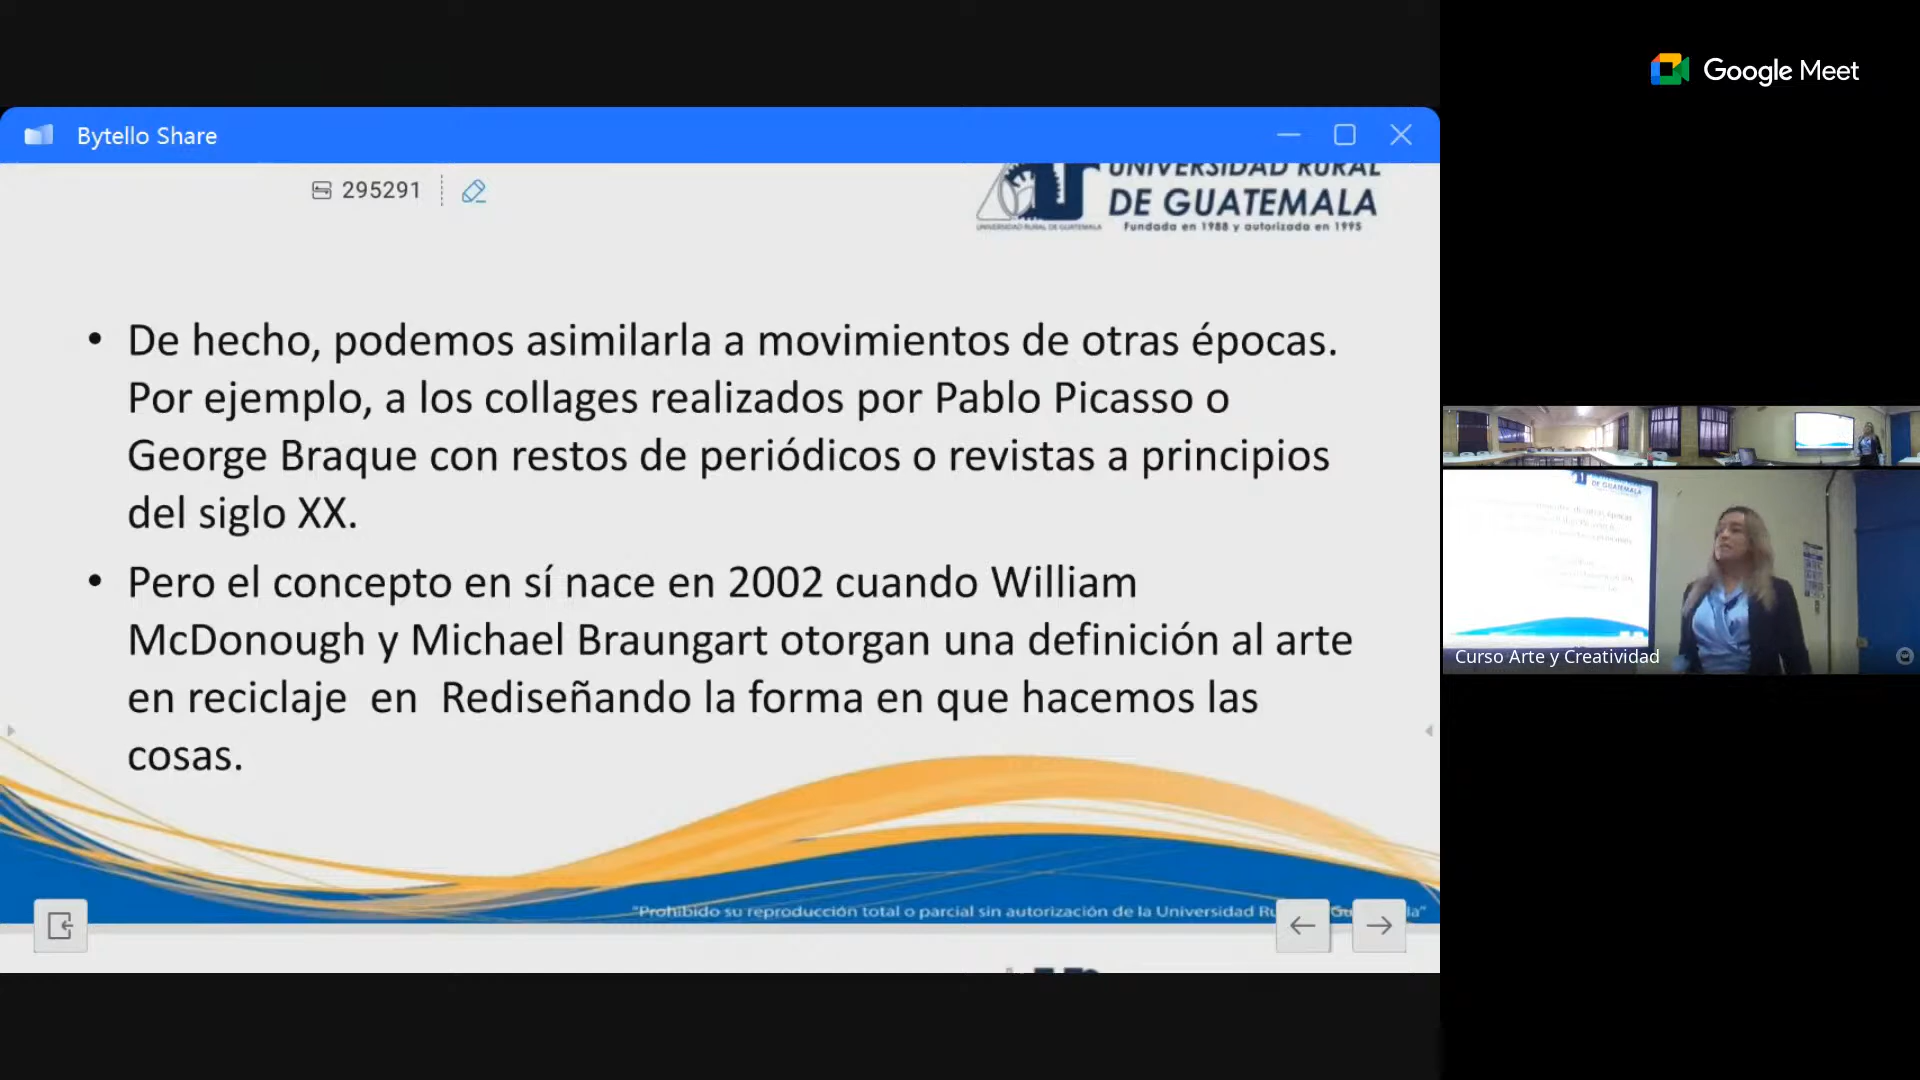 Google Meet
Bytello Share
295291
UNIVERSIDAD RURAL
DE GUATEMALA
Fundada en 1988 y autorizada en 1995
UNIVERSIDAD RURAL DE GUATEMALA
• De hecho, podemos asimilarla a movimientos de otras épocas.
Por ejemplo, a los collages realizados por Pablo Picasso o
George Braque con restos de periódicos o revistas a principios
del siglo XX.
• Pero el concepto en sí nace en 2002 cuando William
McDonough y Michael Braungart otorgan una definición al arte
en reciclaje en Rediseñando la forma en que hacemos las
cosas.
"Prohibido su reproducción total o parcial sin autorización de la Universidad
DE GUATEMALA
Curso Arte y Creatividad